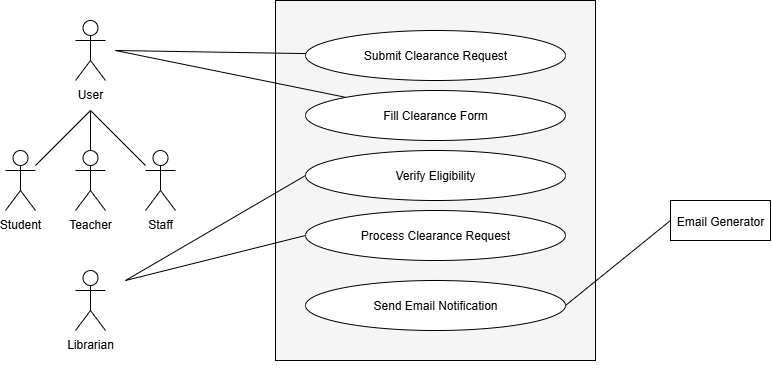 Submit Clearance Request
User
Fill Clearance Form
Verify Eligibility
Student
Teacher
Staff
Email Generator
Process Clearance Request
Send Email Notification
Librarian